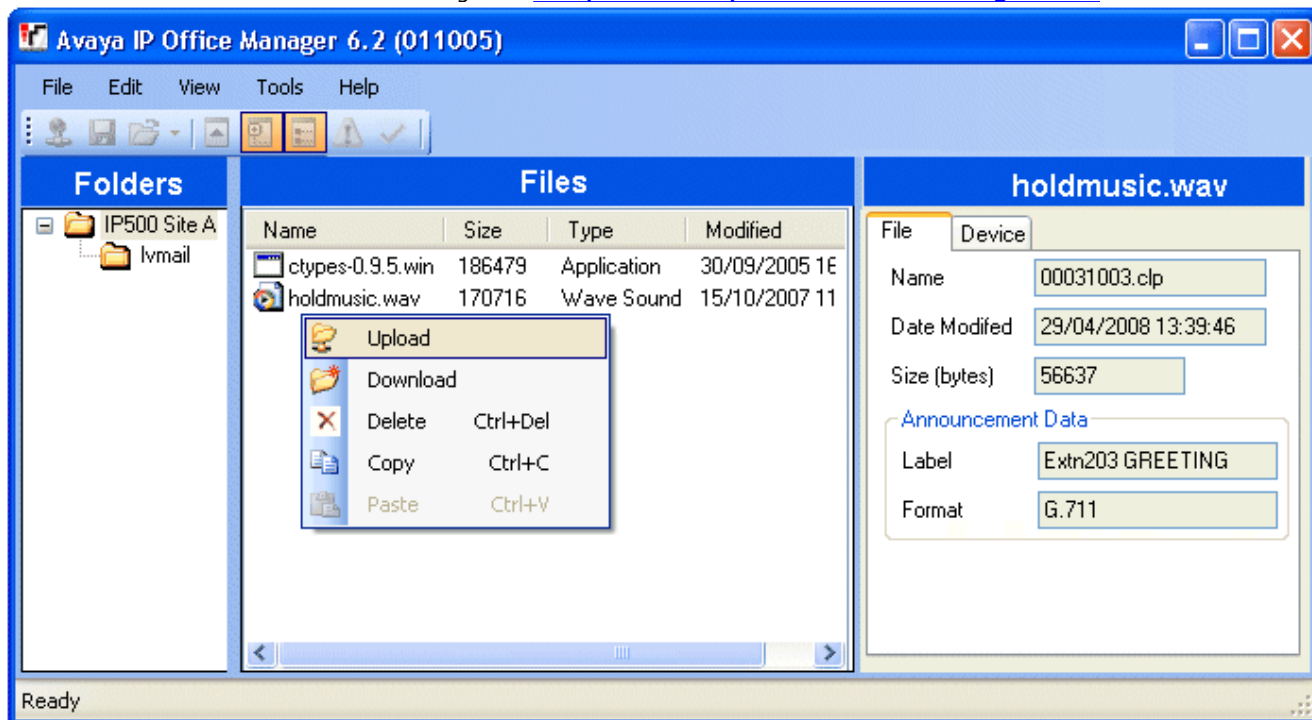 Avaya IP Office Manager 6.2 (011005)
File Edit View Tools Help
Folders
IP500 Site A
lvmail
Files
Name Size Type Modified
ctypes-0.9.5.win 186479 Application 30/09/2005 16
holdmusic.wav 170716 Wave Sound 15/10/2007 11
Upload
Download
Delete Ctrl+Del
Copy Ctrl+C
Paste Ctrl+V
holdmusic.wav
File Device
Name 00031003.clp
Date Modifed 29/04/2008 13:39:46
Size (bytes) 56637
Announcement Data
Label Extn203 GREETING
Format G.711
Ready